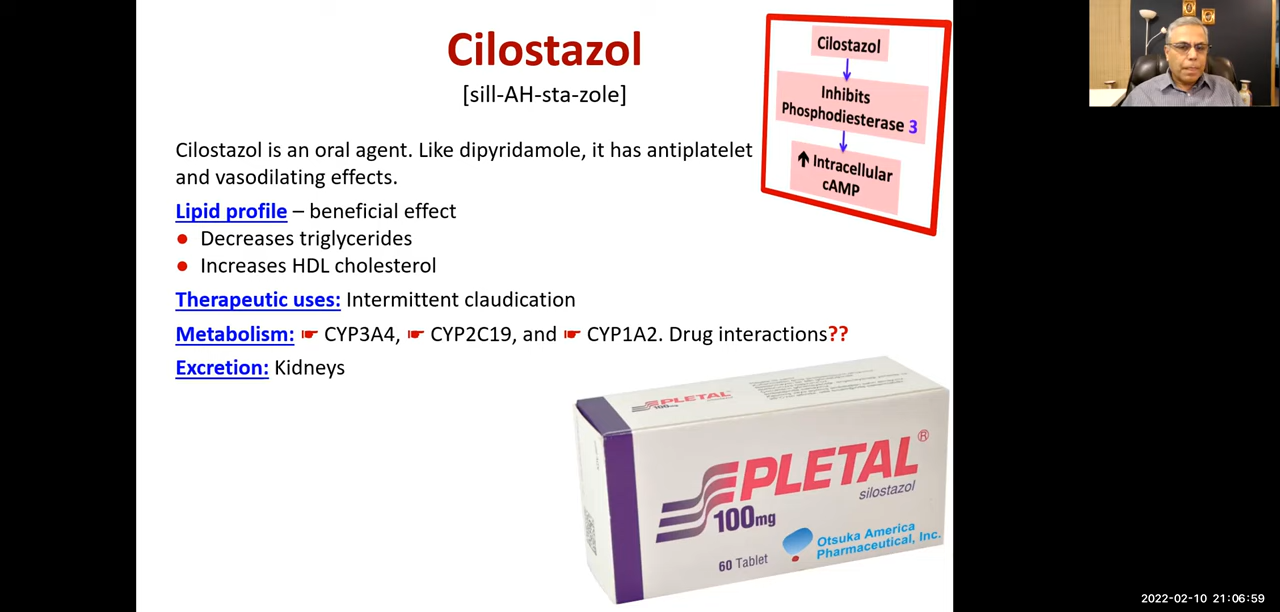 Cilostazol
[sill-AH-sta-zole]
Cilostazol is an oral agent. Like dipyridamole, it has antiplatelet
and vasodilating effects.
Lipid profile – beneficial effect
● Decreases triglycerides
● Increases HDL cholesterol
Therapeutic uses: Intermittent claudication
Metabolism: ☛ CYP3A4, ☛ CYP2C19, and ☛ CYP1A2. Drug interactions??
Excretion: Kidneys
Cilostazol
Inhibits
Phosphodiesterase 3
↑ Intracellular
cAMP
PLETAL
100mg
PLETAL®
silostazol
100mg
60 Tablet
Otsuka America
Pharmaceutical, Inc.
2022-02-10 21:06:59